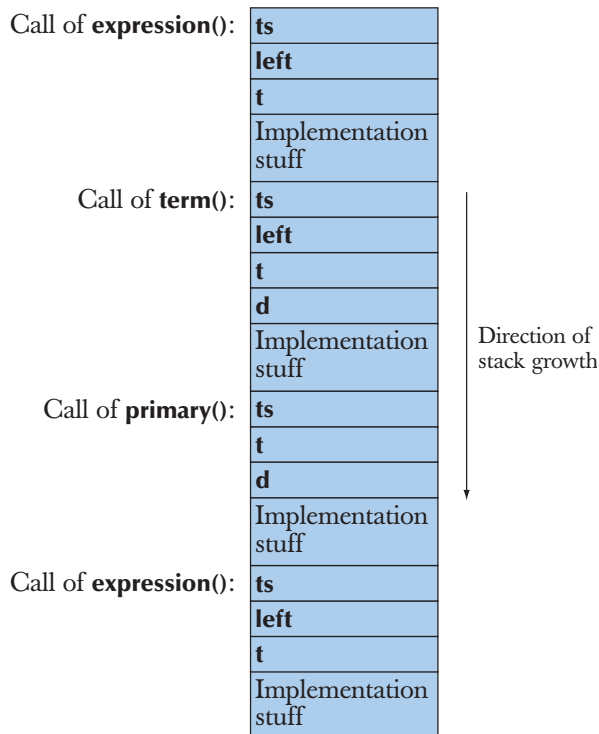 Call of expression(): ts
left
t
Implementation
stuff
Call of term(): ts
left
t
d
Implementation
stuff
Direction of
stack growth
Call of primary(): ts
t
d
Implementation
stuff
Call of expression(): ts
left
t
Implementation
stuff